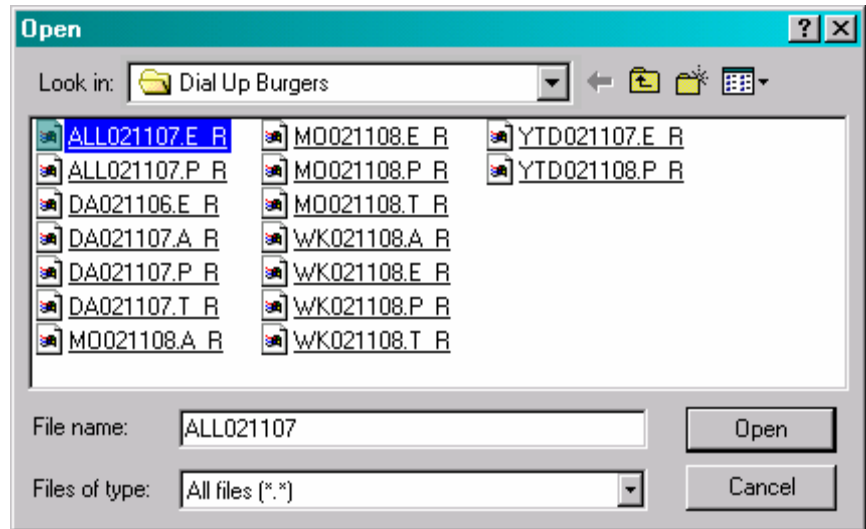 Open
Look in: Dial Up Burgers
ALL021107.E_R MO021108.E_R YTD021107.E_R
ALL021107.P_R MO021108.P_R YTD021108.P_R
DA021106.E_R MO021108.T_R
DA021107.A_R WK021108.A_R
DA021107.P_R WK021108.E_R
DA021107.T_R WK021108.P_R
MO021108.A_R WK021108.T_R
File name: ALL021107 Open
Files of type: All files (*.*) Cancel